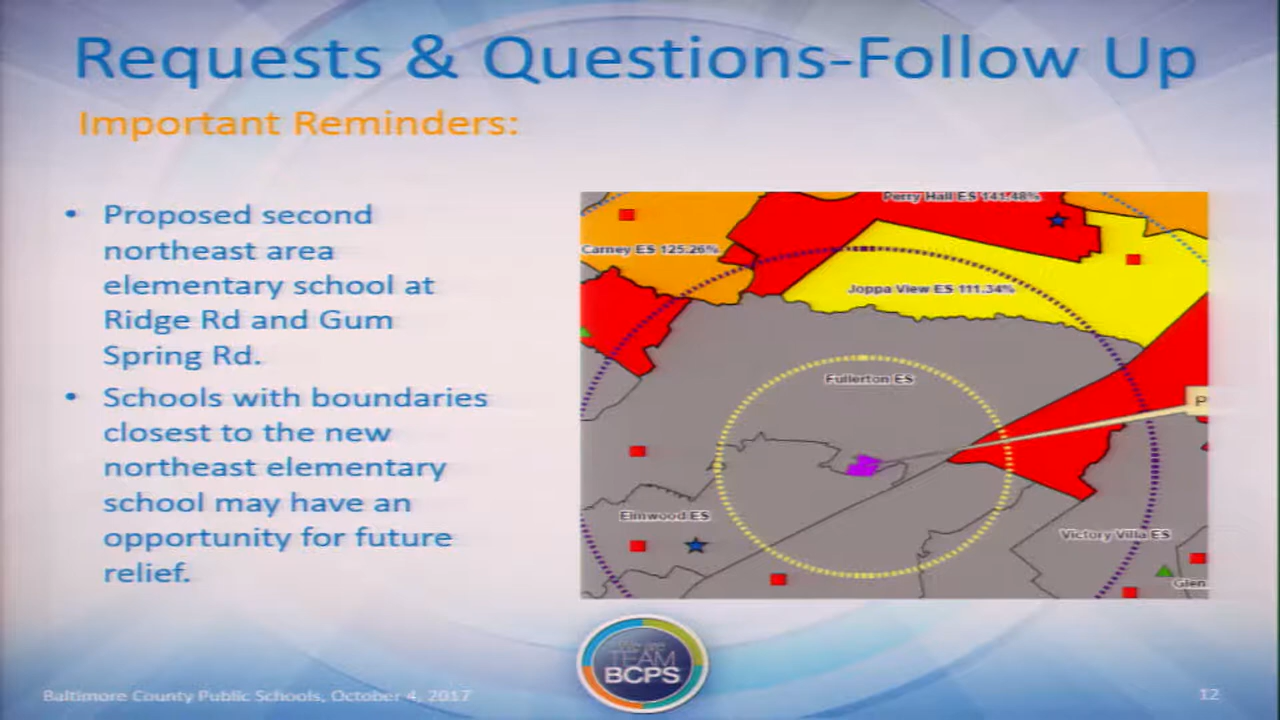 Requests & Questions-Follow Up
Important Reminders:
• Proposed second
northeast area
elementary school at
Ridge Rd and Gum
Spring Rd.
• Schools with boundaries
closest to the new
northeast elementary
school may have an
opportunity for future
relief.
Perry Hall ES 141.48%
Carney ES 125.26%
Joppa View ES 111.34%
Fullerton ES
P
Elmwood ES
Victory Villa ES
Glen
TEAM
BCPS
Baltimore County Public Schools, October 4, 2017
12